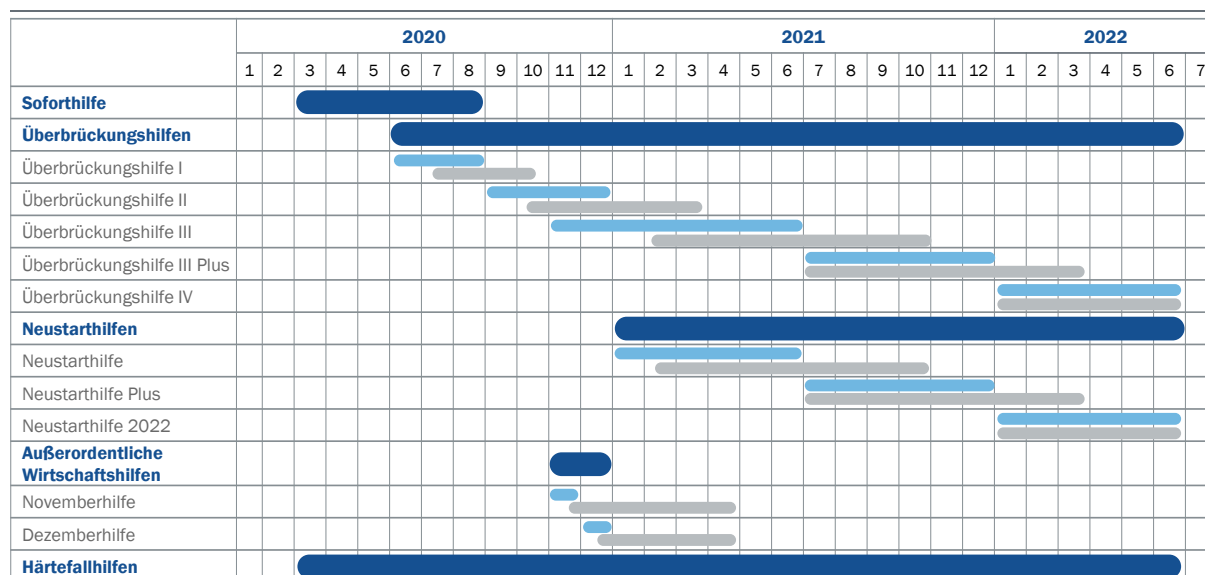 2020 2021 2022
1 2 3 4 5 6 7 8 9 10 11 12 1 2 3 4 5 6 7 8 9 10 11 12 1 2 3 4 5 6 7
Soforthilfe
Überbrückungshilfen
Überbrückungshilfe I
Überbrückungshilfe II
Überbrückungshilfe III
Überbrückungshilfe III Plus
Überbrückungshilfe IV
Neustarthilfen
Neustarthilfe
Neustarthilfe Plus
Neustarthilfe 2022
Außerordentliche
Wirtschaftshilfen
Novemberhilfe
Dezemberhilfe
Härtefallhilfen